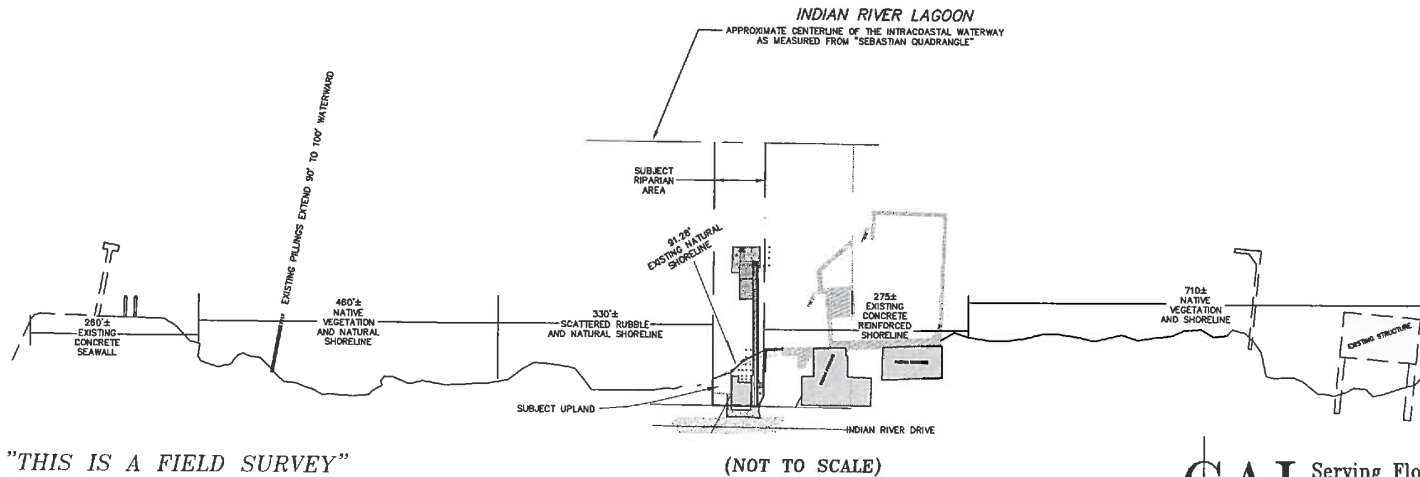 INDIAN RIVER LAGOON
APPROXIMATE CENTERLINE OF THE INTRACOASTAL WATERWAY
AS MEASURED FROM "SEBASTIAN QUADRANGLE"
EXISTING PILLINGS EXTEND 90' TO 100' WATERWARD
SUBJECT
RIPARIAN
AREA
91.28'
EXISTING NATURAL
SHORELINE
260'±
EXISTING
CONCRETE
SEAWALL
460'±
NATIVE
VEGETATION
AND NATURAL
SHORELINE
330'±
SCATTERED RUBBLE
AND NATURAL SHORELINE
275±
EXISTING
CONCRETE
REINFORCED
SHORELINE
710±
NATIVE
VEGETATION
AND SHORELINE
EXISTING STRUCTURE
SUBJECT UPLAND
INDIAN RIVER DRIVE
"THIS IS A FIELD SURVEY"
(NOT TO SCALE)
Serving Flo